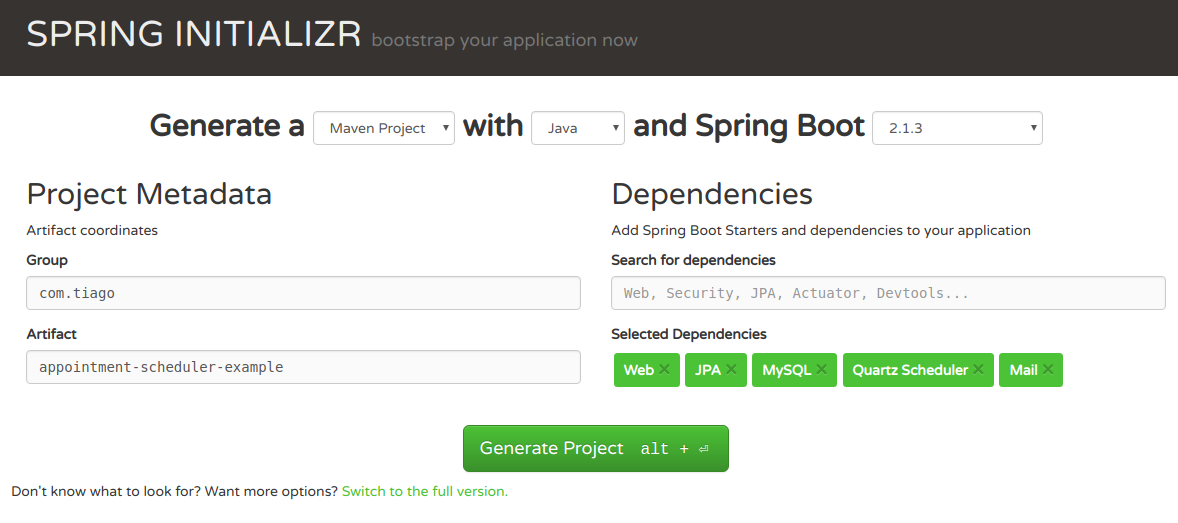 SPRING INITIALIZR bootstrap your application now
Generate a Maven Project with Java and Spring Boot 2.1.3
Project Metadata
Artifact coordinates
Group
com.tiago
Artifact
appointment-scheduler-example
Dependencies
Add Spring Boot Starters and dependencies to your application
Search for dependencies
Web, Security, JPA, Actuator, Devtools...
Selected Dependencies
Web JPA MySQL Quartz Scheduler Mail
Generate Project alt + ⏎
Don't know what to look for? Want more options? Switch to the full version.